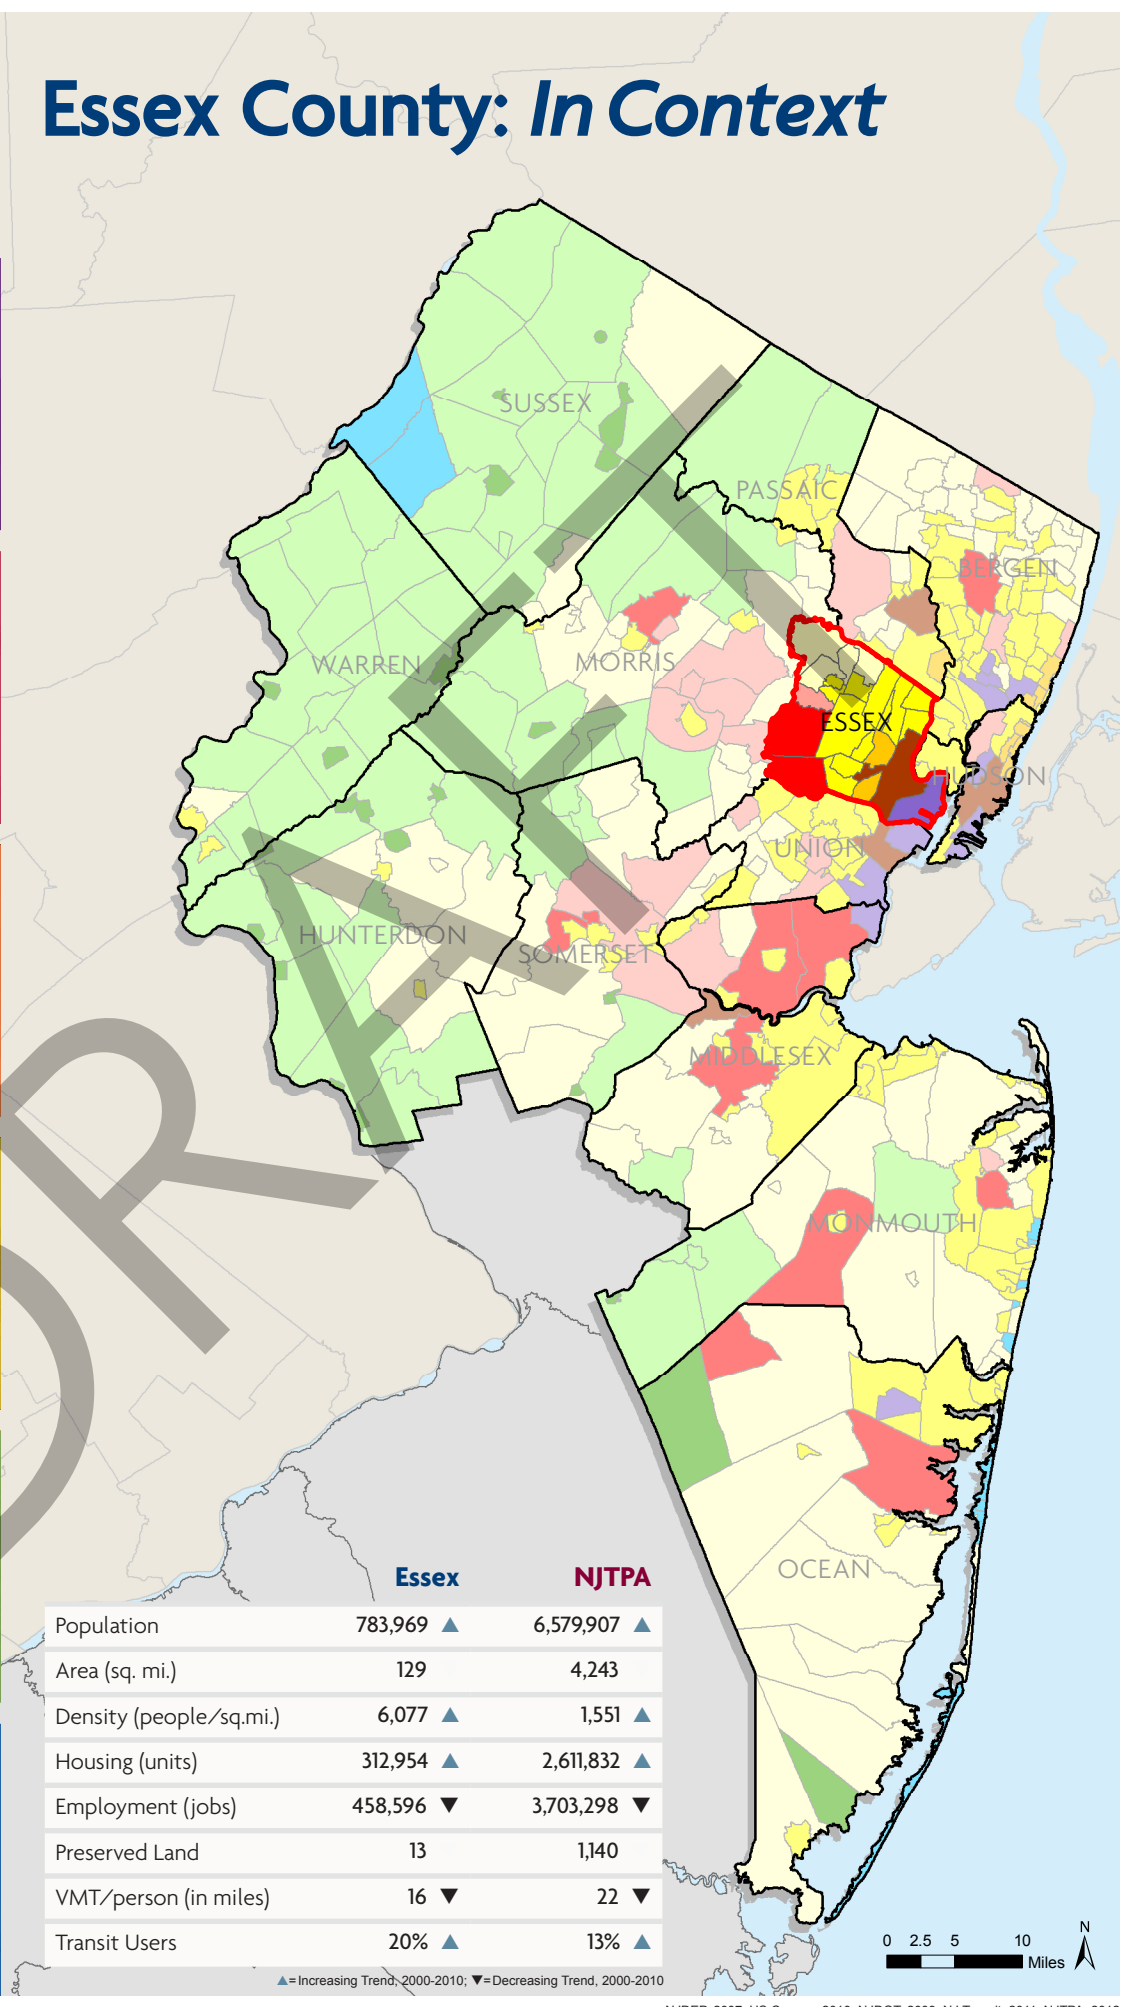 Essex County: In Context
SUSSEX
PASSAIC
BERGEN
WARREN
MORRIS
ESSEX
HUDSON
UNION
HUNTERDON
SOMERSET
MIDDLESEX
MONMOUTH
OCEAN
DRAFT
Essex NJTPA
Population 783,969 ▲ 6,579,907 ▲
Area (sq. mi.) 129 4,243
Density (people/sq.mi.) 6,077 ▲ 1,551 ▲
Housing (units) 312,954 ▲ 2,611,832 ▲
Employment (jobs) 458,596 ▼ 3,703,298 ▼
Preserved Land 13 1,140
VMT/person (in miles) 16 ▼ 22 ▼
Transit Users 20% ▲ 13% ▲
▲=Increasing Trend, 2000-2010; ▼=Decreasing Trend, 2000-2010
0 2.5 5 10
Miles
N